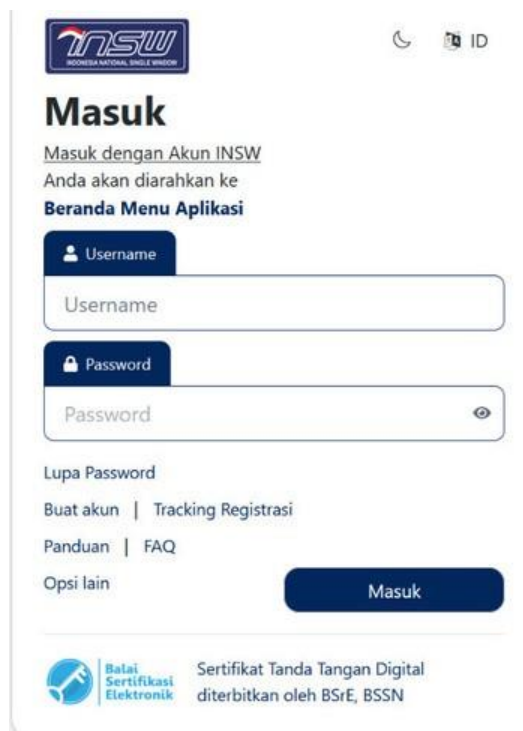 INSW
INDONESIA NATIONAL SINGLE WINDOW
ID
Masuk
Masuk dengan Akun INSW
Anda akan diarahkan ke
Beranda Menu Aplikasi
Username
Username
Password
Password
Lupa Password
Buat akun | Tracking Registrasi
Panduan | FAQ
Opsi lain
Masuk
Balai
Sertifikasi
Elektronik
Sertifikat Tanda Tangan Digital
diterbitkan oleh BSrE, BSSN